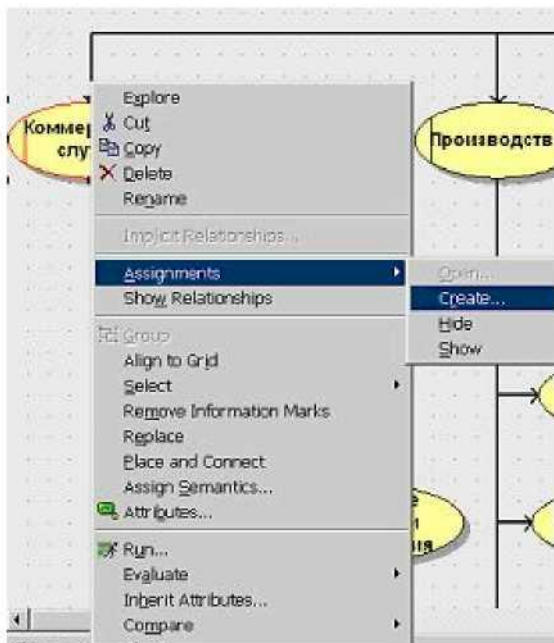 Explore
Cut
Copy
Delete
Rename
Implicit Relationships...
Assignments
Show Relationships
Group
Align to Grid
Select
Remove Information Marks
Replace
Place and Connect
Assign Semantics...
Attributes...
Run...
Evaluate
Inherit Attributes...
Compare
Open...
Create...
Hide
Show
Коммер
слу
Производств
е
и
ия